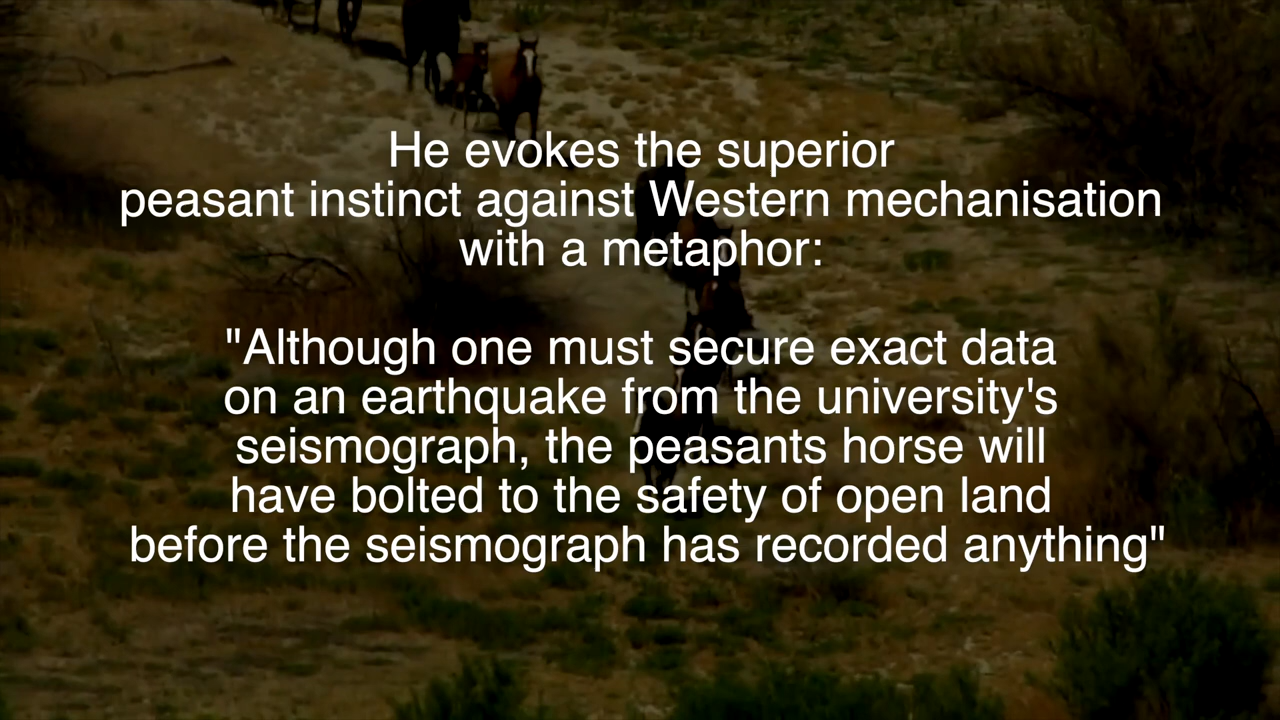 He evokes the superior
peasant instinct against Western mechanisation
with a metaphor:
"Although one must secure exact data
on an earthquake from the university's
seismograph, the peasants horse will
have bolted to the safety of open land
before the seismograph has recorded anything"